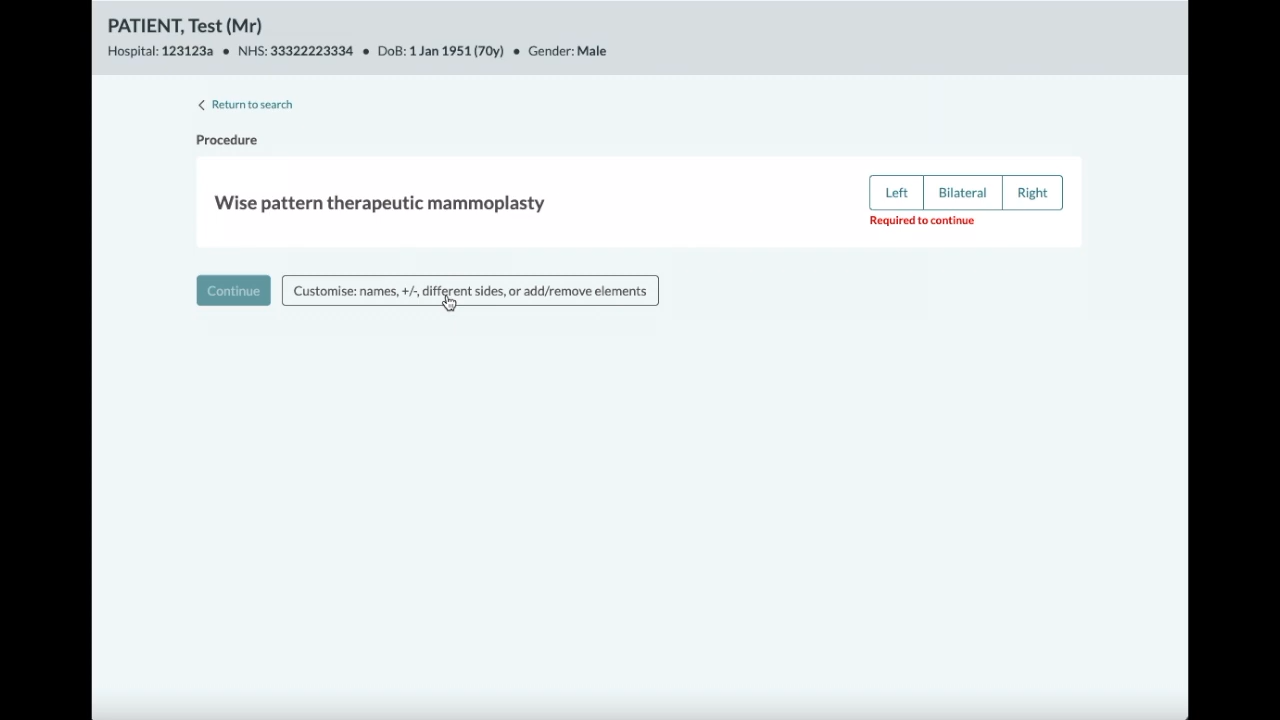 PATIENT, Test (Mr)
Hospital: 123123a • NHS: 33322223334 • DoB: 1 Jan 1951 (70y) • Gender: Male
Return to search
Procedure
Wise pattern therapeutic mammoplasty
Left Bilateral Right
Required to continue
Continue Customise: names, +/-, different sides, or add/remove elements